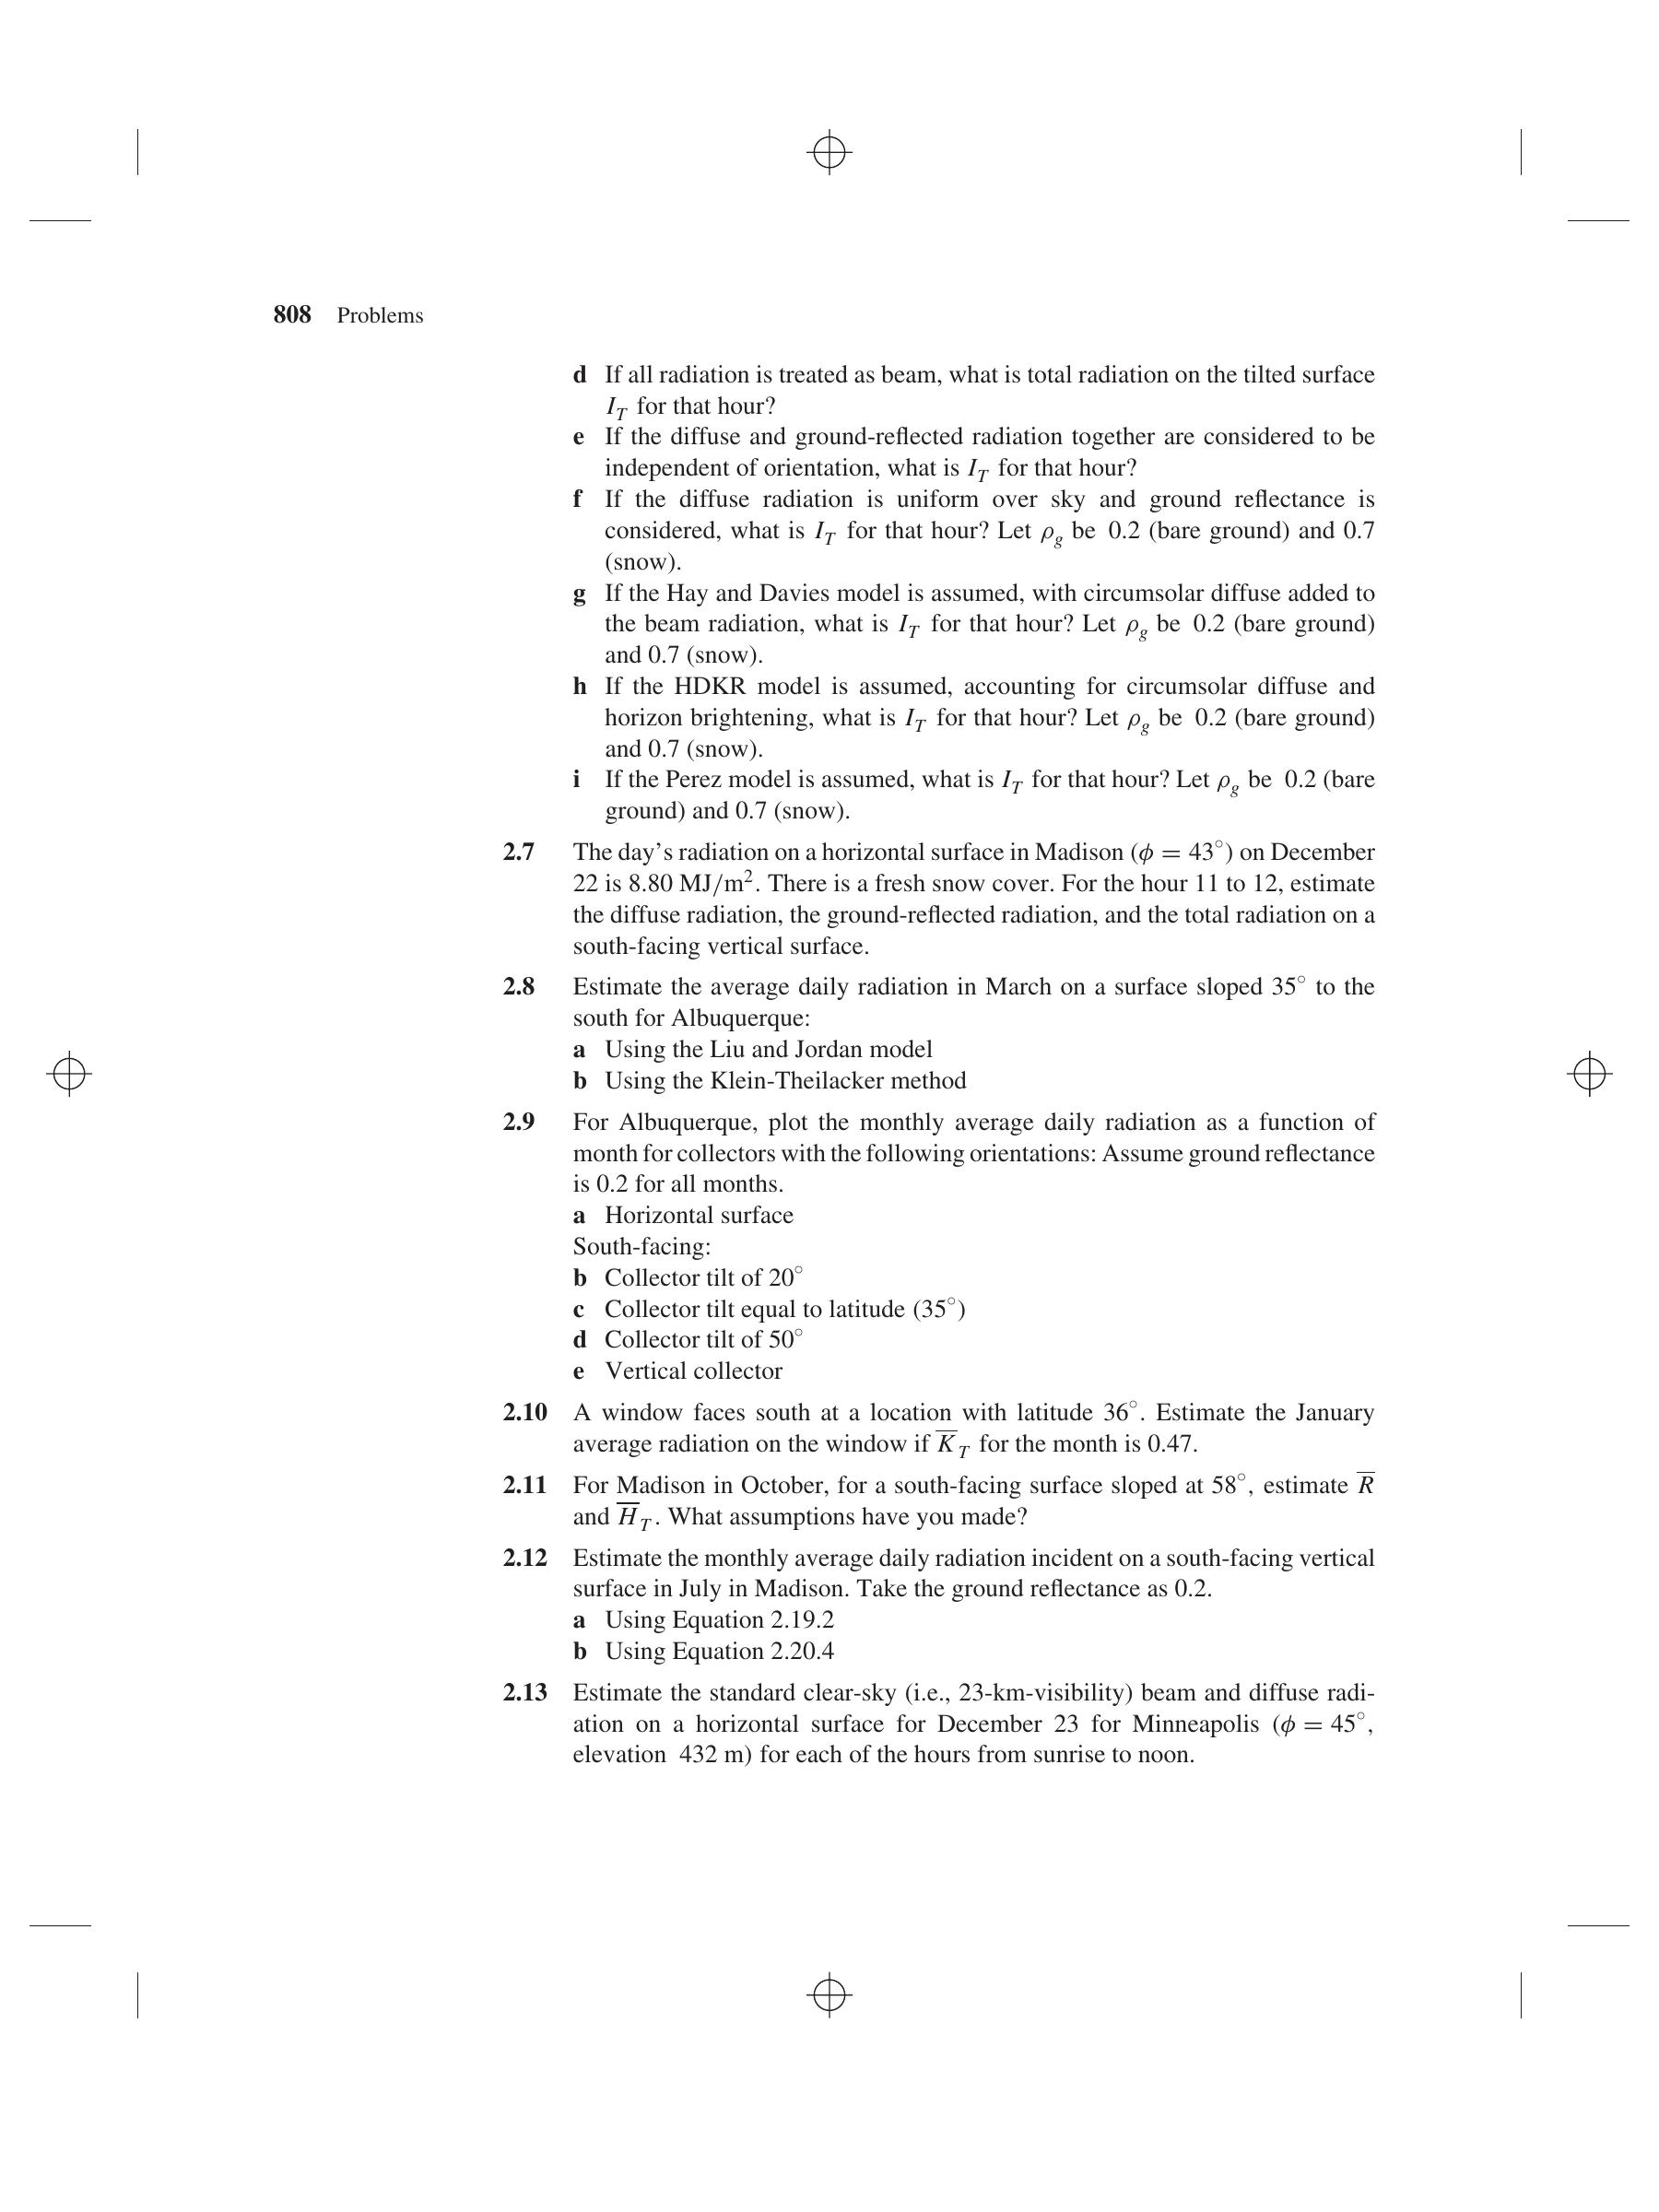 808 Problems
d If all radiation is treated as beam, what is total radiation on the tilted surface
I_T for that hour?
e If the diffuse and ground-reflected radiation together are considered to be
independent of orientation, what is I_T for that hour?
f If the diffuse radiation is uniform over sky and ground reflectance is
considered, what is I_T for that hour? Let ρ_g be 0.2 (bare ground) and 0.7
(snow).
g If the Hay and Davies model is assumed, with circumsolar diffuse added to
the beam radiation, what is I_T for that hour? Let ρ_g be 0.2 (bare ground)
and 0.7 (snow).
h If the HDKR model is assumed, accounting for circumsolar diffuse and
horizon brightening, what is I_T for that hour? Let ρ_g be 0.2 (bare ground)
and 0.7 (snow).
i If the Perez model is assumed, what is I_T for that hour? Let ρ_g be 0.2 (bare
ground) and 0.7 (snow).
2.7 The day’s radiation on a horizontal surface in Madison (ϕ = 43°) on December
22 is 8.80 MJ/m². There is a fresh snow cover. For the hour 11 to 12, estimate
the diffuse radiation, the ground-reflected radiation, and the total radiation on a
south-facing vertical surface.
2.8 Estimate the average daily radiation in March on a surface sloped 35° to the
south for Albuquerque:
a Using the Liu and Jordan model
b Using the Klein-Theilacker method
2.9 For Albuquerque, plot the monthly average daily radiation as a function of
month for collectors with the following orientations: Assume ground reflectance
is 0.2 for all months.
a Horizontal surface
South-facing:
b Collector tilt of 20°
c Collector tilt equal to latitude (35°)
d Collector tilt of 50°
e Vertical collector
2.10 A window faces south at a location with latitude 36°. Estimate the January
average radiation on the window if K̅_T for the month is 0.47.
2.11 For Madison in October, for a south-facing surface sloped at 58°, estimate R̅
and H̅_T. What assumptions have you made?
2.12 Estimate the monthly average daily radiation incident on a south-facing vertical
surface in July in Madison. Take the ground reflectance as 0.2.
a Using Equation 2.19.2
b Using Equation 2.20.4
2.13 Estimate the standard clear-sky (i.e., 23-km-visibility) beam and diffuse radi-
ation on a horizontal surface for December 23 for Minneapolis (ϕ = 45°,
elevation 432 m) for each of the hours from sunrise to noon.